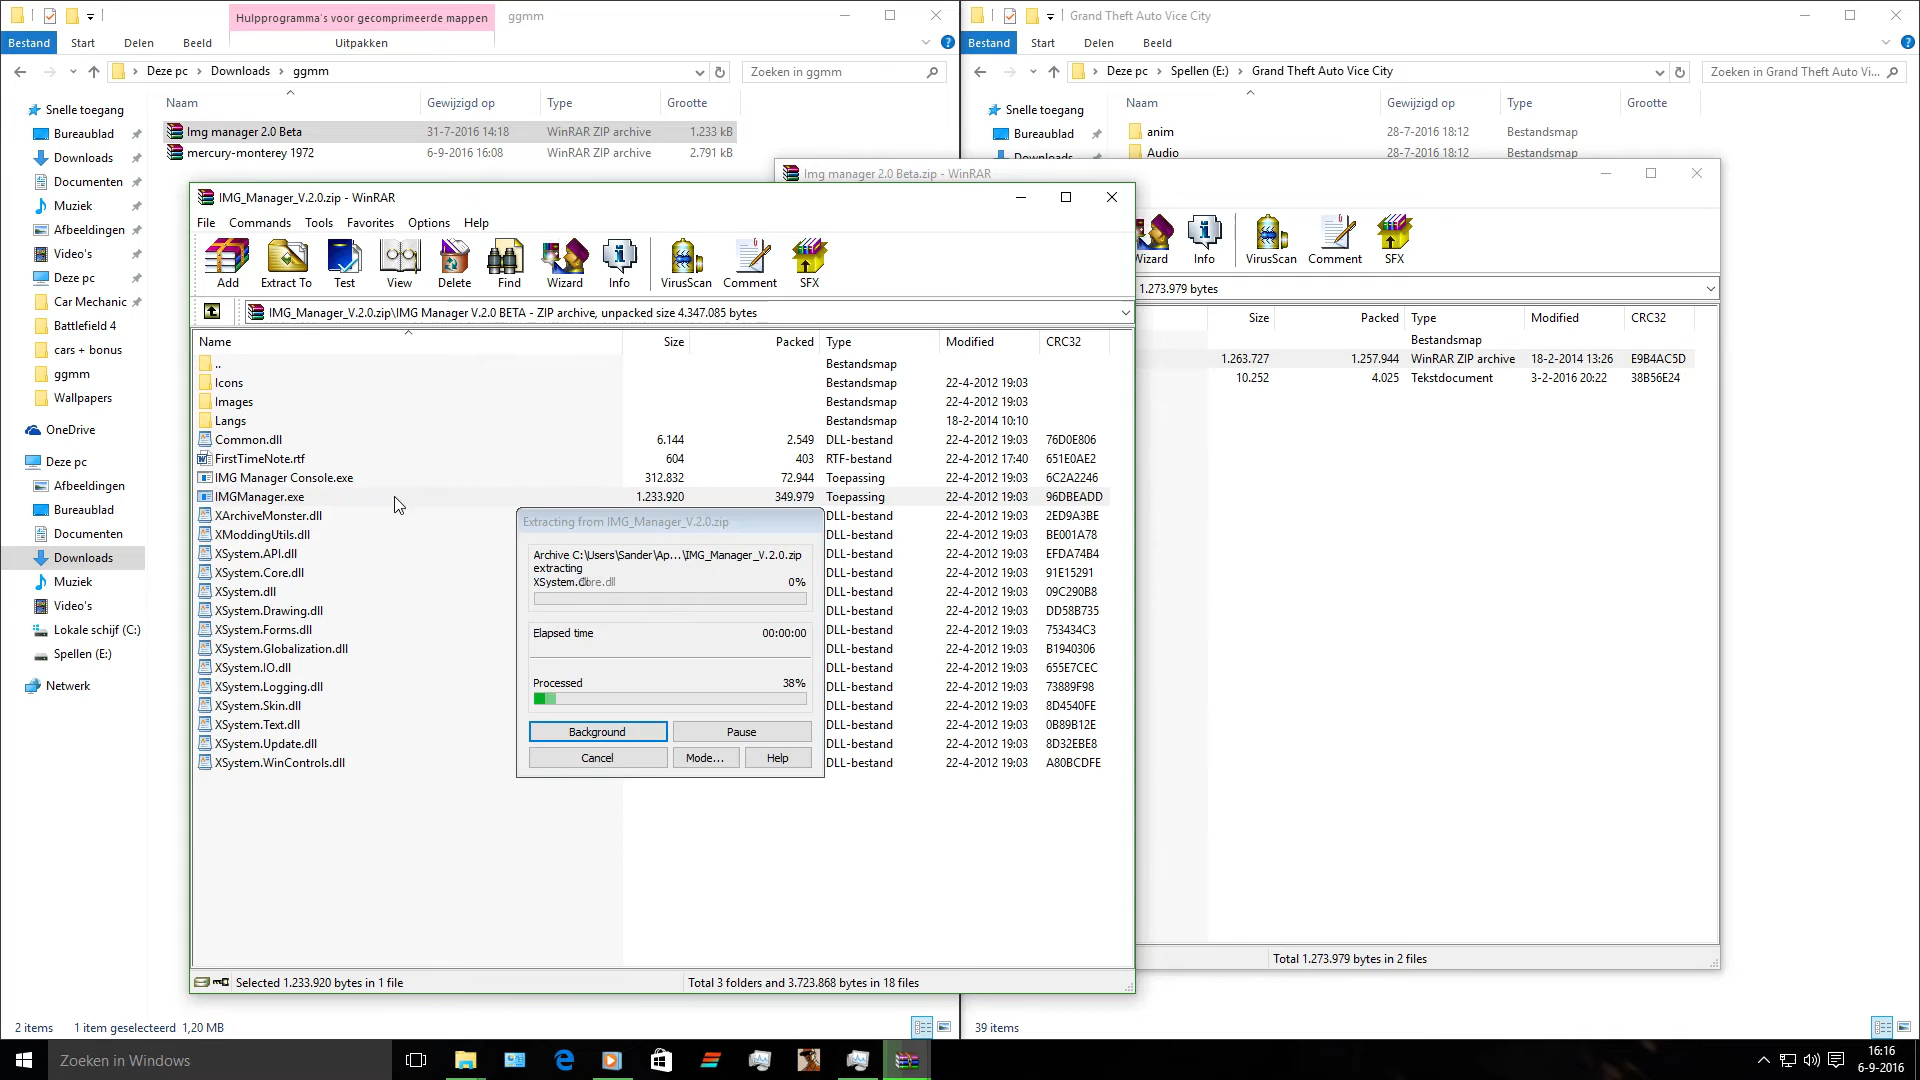 Hulpprogramma's voor gecomprimeerde mappen
ggmm
Bestand Start Delen Beeld Uitpakken
Deze pc > Downloads > ggmm
Zoeken in ggmm
Naam Gewijzigd op Type Grootte
Img manager 2.0 Beta 31-7-2016 14:18 WinRAR ZIP archive 1.233 kB
mercury-monterey 1972 6-9-2016 16:08 WinRAR ZIP archive 2.791 kB
Snelle toegang
Bureaublad
Downloads
Documenten
Muziek
Afbeeldingen
Video's
Deze pc
Car Mechanic
Battlefield 4
cars + bonus
ggmm
Wallpapers
OneDrive
Deze pc
Afbeeldingen
Bureaublad
Documenten
Downloads
Muziek
Video's
Lokale schijf (C:)
Spellen (E:)
Netwerk
2 items 1 item geselecteerd 1,20 MB
Grand Theft Auto Vice City
Bestand Start Delen Beeld
Deze pc > Spellen (E:) > Grand Theft Auto Vice City
Zoeken in Grand Theft Auto Vi...
Snelle toegang
Bureaublad
Downloads
Naam Gewijzigd op Type Grootte
anim 28-7-2016 18:12 Bestandsmap
Audio 28-7-2016 18:12 Bestandsmap
39 items
Img manager 2.0 Beta.zip - WinRAR
Wizard Info VirusScan Comment SFX
1.273.979 bytes
Size Packed Type Modified CRC32
Bestandsmap
1.263.727 1.257.944 WinRAR ZIP archive 18-2-2014 13:26 E9B4AC5D
10.252 4.025 Tekstdocument 3-2-2016 20:22 38B56E24
Total 1.273.979 bytes in 2 files
IMG_Manager_V.2.0.zip - WinRAR
File Commands Tools Favorites Options Help
Add Extract To Test View Delete Find Wizard Info VirusScan Comment SFX
IMG_Manager_V.2.0.zip\IMG Manager V.2.0 BETA - ZIP archive, unpacked size 4.347.085 bytes
Name Size Packed Type Modified CRC32
.. Bestandsmap
Icons Bestandsmap 22-4-2012 19:03
Images Bestandsmap 22-4-2012 19:03
Langs Bestandsmap 18-2-2014 10:10
Common.dll 6.144 2.549 DLL-bestand 22-4-2012 19:03 76D0E806
FirstTimeNote.rtf 604 403 RTF-bestand 22-4-2012 17:40 651E0AE2
IMG Manager Console.exe 312.832 72.944 Toepassing 22-4-2012 19:03 6C2A2246
IMGManager.exe 1.233.920 349.979 Toepassing 22-4-2012 19:03 96DBEADD
XArchiveMonster.dll DLL-bestand 22-4-2012 19:03 2ED9A3BE
XModdingUtils.dll DLL-bestand 22-4-2012 19:03 BE001A78
XSystem.API.dll DLL-bestand 22-4-2012 19:03 EFDA74B4
XSystem.Core.dll DLL-bestand 22-4-2012 19:03 91E15291
XSystem.dll DLL-bestand 22-4-2012 19:03 09C290B8
XSystem.Drawing.dll DLL-bestand 22-4-2012 19:03 DD58B735
XSystem.Forms.dll DLL-bestand 22-4-2012 19:03 753434C3
XSystem.Globalization.dll DLL-bestand 22-4-2012 19:03 B1940306
XSystem.IO.dll DLL-bestand 22-4-2012 19:03 655E7CEC
XSystem.Logging.dll DLL-bestand 22-4-2012 19:03 73889F98
XSystem.Skin.dll DLL-bestand 22-4-2012 19:03 8D4540FE
XSystem.Text.dll DLL-bestand 22-4-2012 19:03 0B89B12E
XSystem.Update.dll DLL-bestand 22-4-2012 19:03 8D32EBE8
XSystem.WinControls.dll DLL-bestand 22-4-2012 19:03 A80BCDFE
Selected 1.233.920 bytes in 1 file Total 3 folders and 3.723.868 bytes in 18 files
Extracting from IMG_Manager_V.2.0.zip
Archive C:\Users\Sander\Ap...\IMG_Manager_V.2.0.zip
extracting
0%
Elapsed time 00:00:00
Processed 38%
Background Pause
Cancel Mode... Help
Zoeken in Windows
16:16
6-9-2016